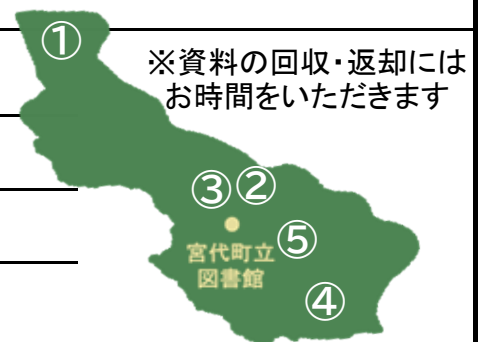 ①
※資料の回収・返却には
お時間をいただきます
③②
宮代町立
図書館
⑤
④